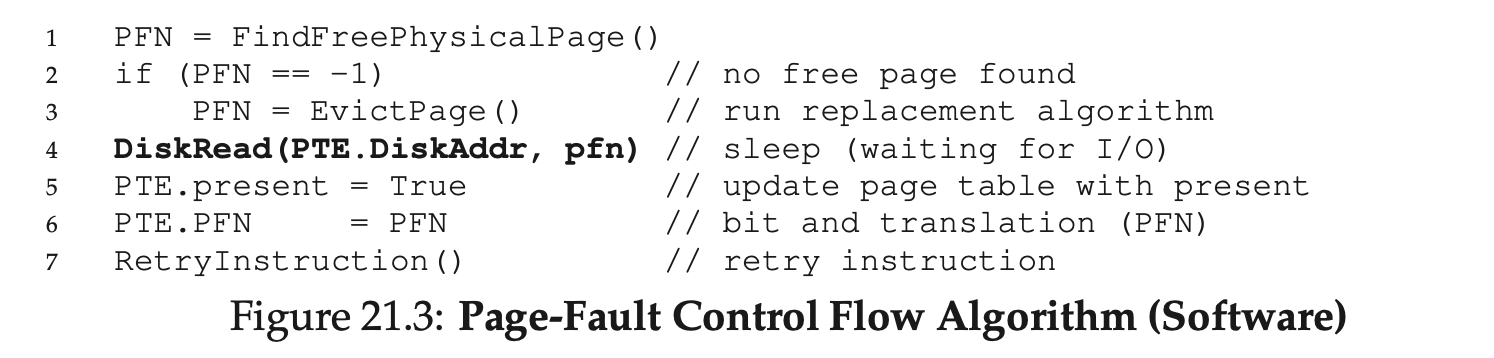 1 PFN = FindFreePhysicalPage()
2 if (PFN == -1) // no free page found
3 PFN = EvictPage() // run replacement algorithm
4 DiskRead(PTE.DiskAddr, pfn) // sleep (waiting for I/O)
5 PTE.present = True // update page table with present
6 PTE.PFN = PFN // bit and translation (PFN)
7 RetryInstruction() // retry instruction
Figure 21.3: Page-Fault Control Flow Algorithm (Software)